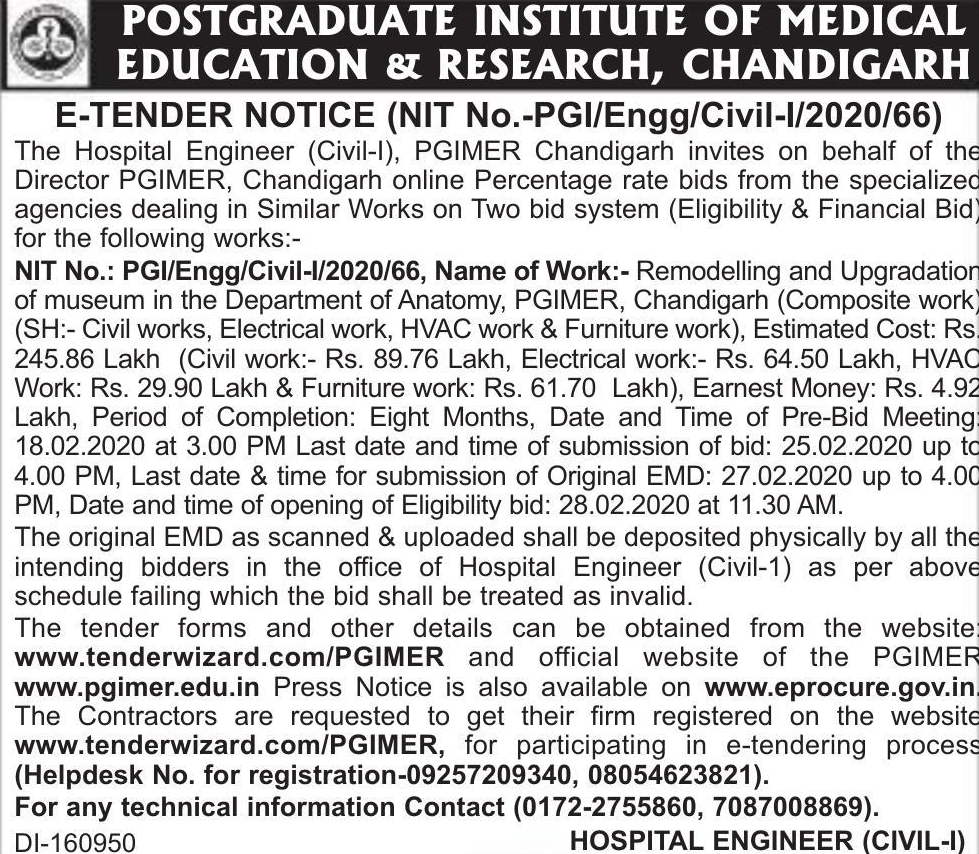 POSTGRADUATE INSTITUTE OF MEDICAL
EDUCATION & RESEARCH, CHANDIGARH
E-TENDER NOTICE (NIT No.-PGI/Engg/Civil-I/2020/66)
The Hospital Engineer (Civil-I), PGIMER Chandigarh invites on behalf of the
Director PGIMER, Chandigarh online Percentage rate bids from the specialized
agencies dealing in Similar Works on Two bid system (Eligibility & Financial Bid)
for the following works:-
NIT No.: PGI/Engg/Civil-I/2020/66, Name of Work:- Remodelling and Upgradation
of museum in the Department of Anatomy, PGIMER, Chandigarh (Composite work)
(SH:- Civil works, Electrical work, HVAC work & Furniture work), Estimated Cost: Rs.
245.86 Lakh (Civil work:- Rs. 89.76 Lakh, Electrical work:- Rs. 64.50 Lakh, HVAC
Work: Rs. 29.90 Lakh & Furniture work: Rs. 61.70 Lakh), Earnest Money: Rs. 4.92
Lakh, Period of Completion: Eight Months, Date and Time of Pre-Bid Meeting:
18.02.2020 at 3.00 PM Last date and time of submission of bid: 25.02.2020 up to
4.00 PM, Last date & time for submission of Original EMD: 27.02.2020 up to 4.00
PM, Date and time of opening of Eligibility bid: 28.02.2020 at 11.30 AM.
The original EMD as scanned & uploaded shall be deposited physically by all the
intending bidders in the office of Hospital Engineer (Civil-1) as per above
schedule failing which the bid shall be treated as invalid.
The tender forms and other details can be obtained from the website:
www.tenderwizard.com/PGIMER and official website of the PGIMER
www.pgimer.edu.in Press Notice is also available on www.eprocure.gov.in.
The Contractors are requested to get their firm registered on the website
www.tenderwizard.com/PGIMER, for participating in e-tendering process
(Helpdesk No. for registration-09257209340, 08054623821).
For any technical information Contact (0172-2755860, 7087008869).
DI-160950 HOSPITAL ENGINEER (CIVIL-I)